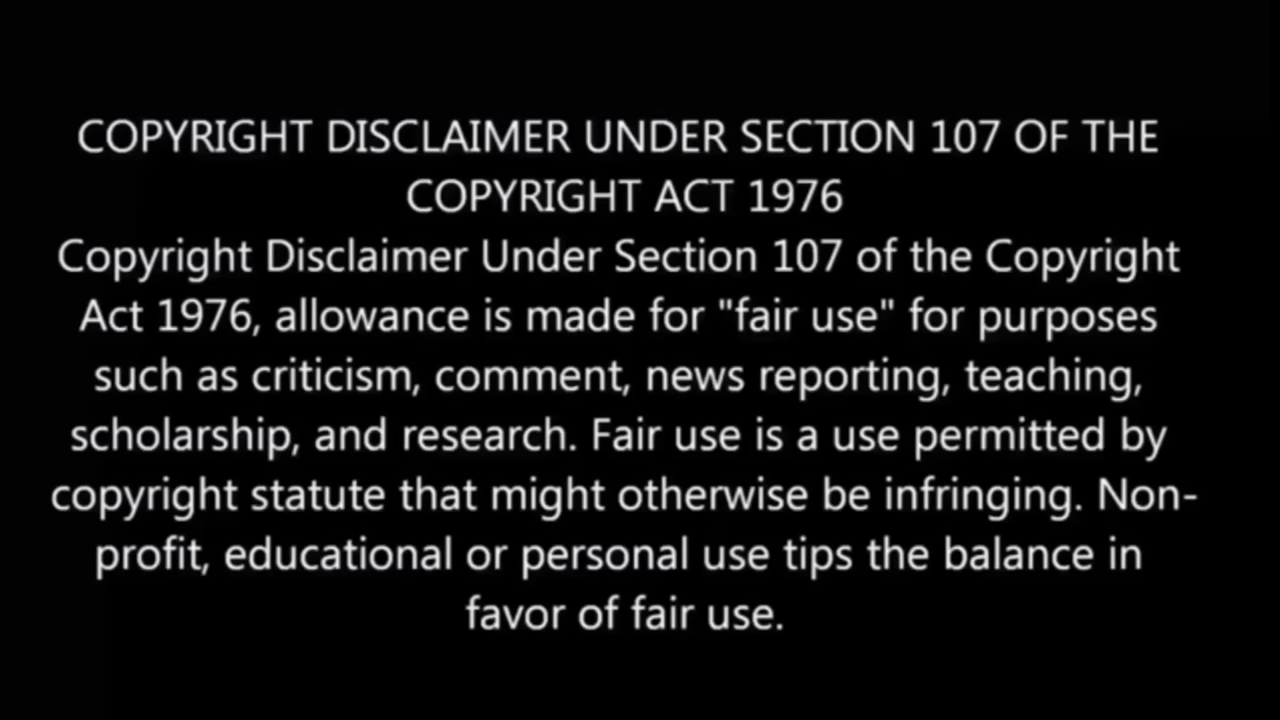 COPYRIGHT DISCLAIMER UNDER SECTION 107 OF THE
COPYRIGHT ACT 1976
Copyright Disclaimer Under Section 107 of the Copyright
Act 1976, allowance is made for "fair use" for purposes
such as criticism, comment, news reporting, teaching,
scholarship, and research. Fair use is a use permitted by
copyright statute that might otherwise be infringing. Non-
profit, educational or personal use tips the balance in
favor of fair use.